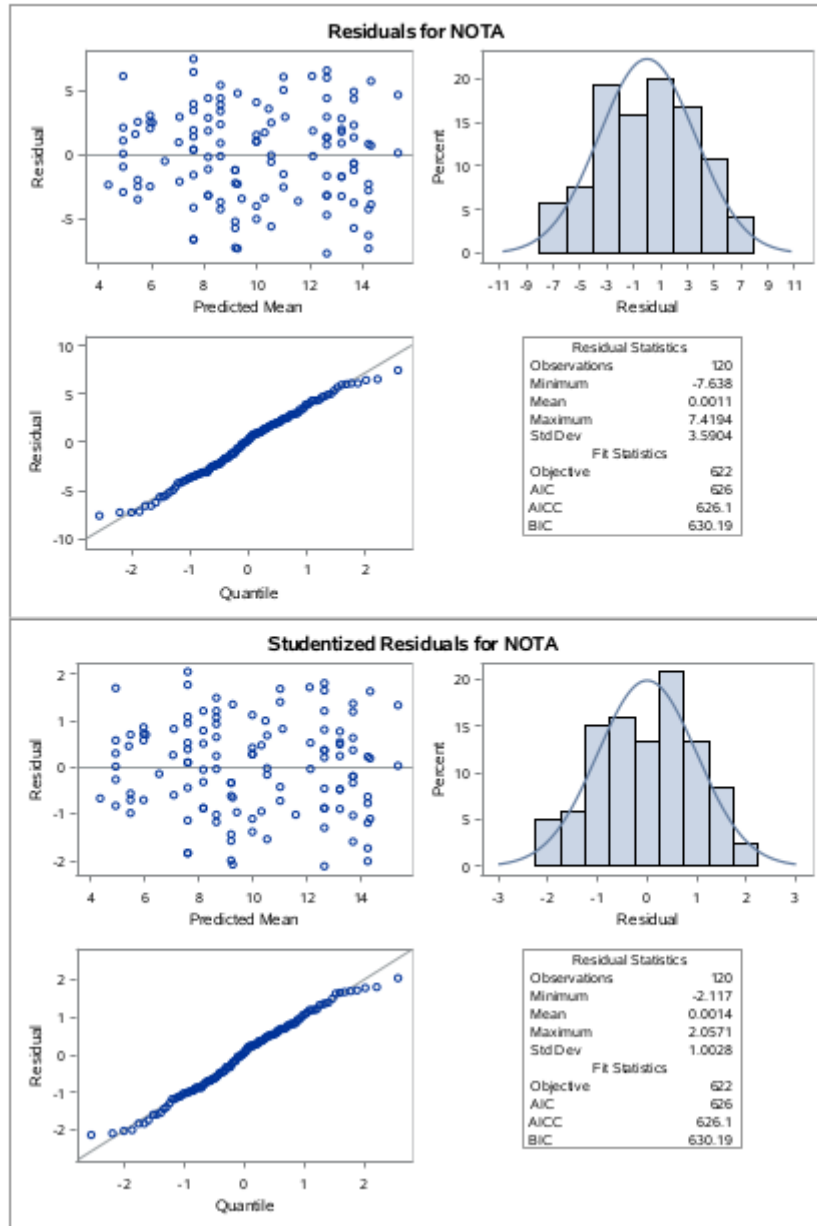 Residuals for NOTA
Residual
5
0
-5
4 6 8 10 12 14
Predicted Mean
Percent
20
15
10
5
0
-11 -9 -7 -5 -3 -1 1 3 5 7 9 11
Residual
Residual
10
5
0
-5
-10
-2 -1 0 1 2
Quantile
Residual Statistics
Observations 120
Minimum -7.638
Mean 0.0011
Maximum 7.4194
Std Dev 3.5904
Fit Statistics
Objective 622
AIC 626
AICC 626.1
BIC 630.19
Studentized Residuals for NOTA
Residual
2
1
0
-1
-2
4 6 8 10 12 14
Predicted Mean
Percent
20
15
10
5
0
-3 -2 -1 0 1 2 3
Residual
Residual
2
1
0
-1
-2
-2 -1 0 1 2
Quantile
Residual Statistics
Observations 120
Minimum -2.117
Mean 0.0014
Maximum 2.0571
Std Dev 1.0028
Fit Statistics
Objective 622
AIC 626
AICC 626.1
BIC 630.19